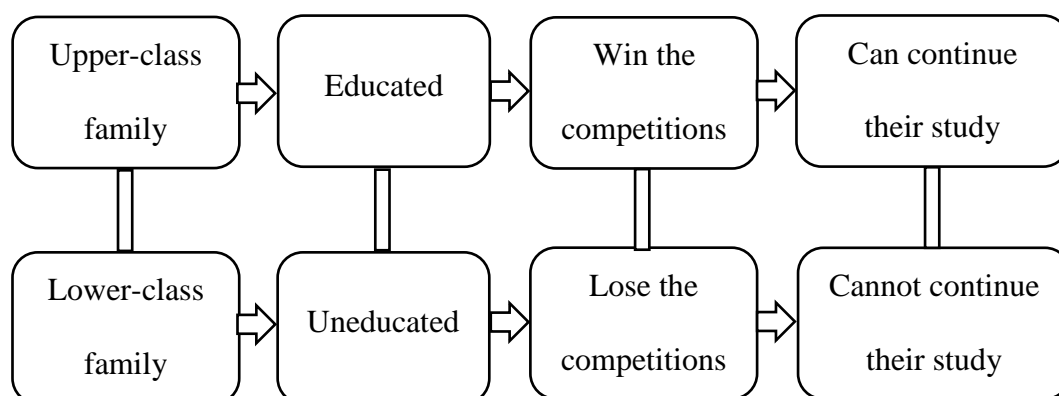 Upper-class
family
Educated
Win the
competitions
Can continue
their study
Lower-class
family
Uneducated
Lose the
competitions
Cannot continue
their study